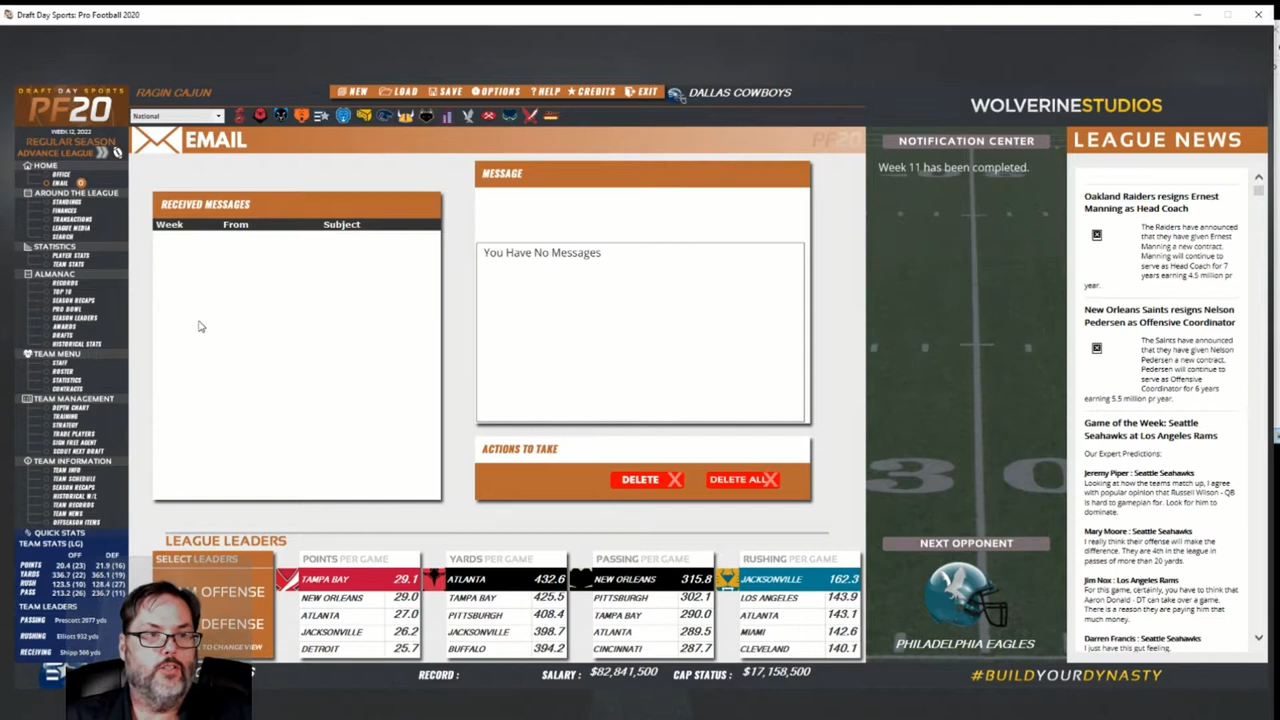 Draft Day Sports: Pro Football 2020
DRAFT DAY SPORTS
PF20
RAGIN CAJUN
NEW LOAD SAVE OPTIONS ? HELP CREDITS EXIT
DALLAS COWBOYS
WOLVERINESTUDIOS
National
WEEK 12, 2022
REGULAR SEASON
ADVANCE LEAGUE
HOME
OFFICE
EMAIL 0
AROUND THE LEAGUE
STANDINGS
FINANCES
TRANSACTIONS
LEAGUE MEDIA
SEARCH
STATISTICS
PLAYER STATS
TEAM STATS
ALMANAC
RECORDS
TOP 10
SEASON RECAPS
PRO BOWL
SEASON LEADERS
AWARDS
DRAFTS
HISTORICAL STATS
TEAM MENU
STAFF
ROSTER
STATISTICS
CONTRACTS
TEAM MANAGEMENT
DEPTH CHART
TRAINING
STRATEGY
TRADE PLAYERS
SIGN FREE AGENT
SCOUT NEXT DRAFT
TEAM INFORMATION
TEAM INFO
TEAM SCHEDULE
SEASON RECAPS
HISTORICAL W/L
TEAM RECORDS
TEAM NEWS
OFFSEASON ITEMS
QUICK STATS
TEAM STATS (LG)
OFF DEF
POINTS 20.4 (23) 21.9 (16)
YARDS 336.7 (22) 365.1 (19)
RUSH 123.5 (10) 128.4 (27)
PASS 213.2 (26) 236.7 (11)
TEAM LEADERS
PASSING Prescott 2077 yds
RUSHING Elliott 932 yds
RECEIVING Shipp 506 yds
EMAIL
PF20
RECEIVED MESSAGES
Week From Subject
MESSAGE
You Have No Messages
ACTIONS TO TAKE
DELETE X
DELETE ALL X
LEAGUE LEADERS
SELECT LEADERS
OFFENSE
DEFENSE
TO CHANGE VIEW
POINTS PER GAME
TAMPA BAY 29.1
NEW ORLEANS 29.0
ATLANTA 27.0
JACKSONVILLE 26.2
DETROIT 25.7
YARDS PER GAME
ATLANTA 432.6
TAMPA BAY 425.5
PITTSBURGH 408.4
JACKSONVILLE 398.7
BUFFALO 394.2
PASSING PER GAME
NEW ORLEANS 315.8
PITTSBURGH 302.1
TAMPA BAY 290.0
ATLANTA 289.5
CINCINNATI 287.7
RUSHING PER GAME
JACKSONVILLE 162.3
LOS ANGELES 143.9
ATLANTA 143.1
MIAMI 142.6
CLEVELAND 140.1
RECORD : SALARY : $82,841,500 CAP STATUS : $17,158,500
NOTIFICATION CENTER
Week 11 has been completed.
30
NEXT OPPONENT
PHILADELPHIA EAGLES
LEAGUE NEWS
Oakland Raiders resigns Ernest
Manning as Head Coach
The Raiders have announced
that they have given Ernest
Manning a new contract.
Manning will continue to
serve as Head Coach for 7
years earning 4.5 million pr
year.
New Orleans Saints resigns Nelson
Pedersen as Offensive Coordinator
The Saints have announced
that they have given Nelson
Pedersen a new contract.
Pedersen will continue to
serve as Offensive
Coordinator for 6 years
earning 5.5 million pr year.
Game of the Week: Seattle
Seahawks at Los Angeles Rams
Our Expert Predictions:
Jeremy Piper : Seattle Seahawks
Looking at how the teams match up, I agree
with popular opinion that Russell Wilson - QB
is hard to gameplan for. Look for him to
dominate.
Mary Moore : Seattle Seahawks
I really think their offense will make the
difference. They are 4th in the league in
passes of more than 20 yards.
Jim Nox : Los Angeles Rams
For this game, certainly, you have to think that
Aaron Donald - DT can take over a game.
There is a reason they are paying him that
much money.
Darren Francis : Seattle Seahawks
I just have this gut feeling.
#BUILDYOURDYNASTY